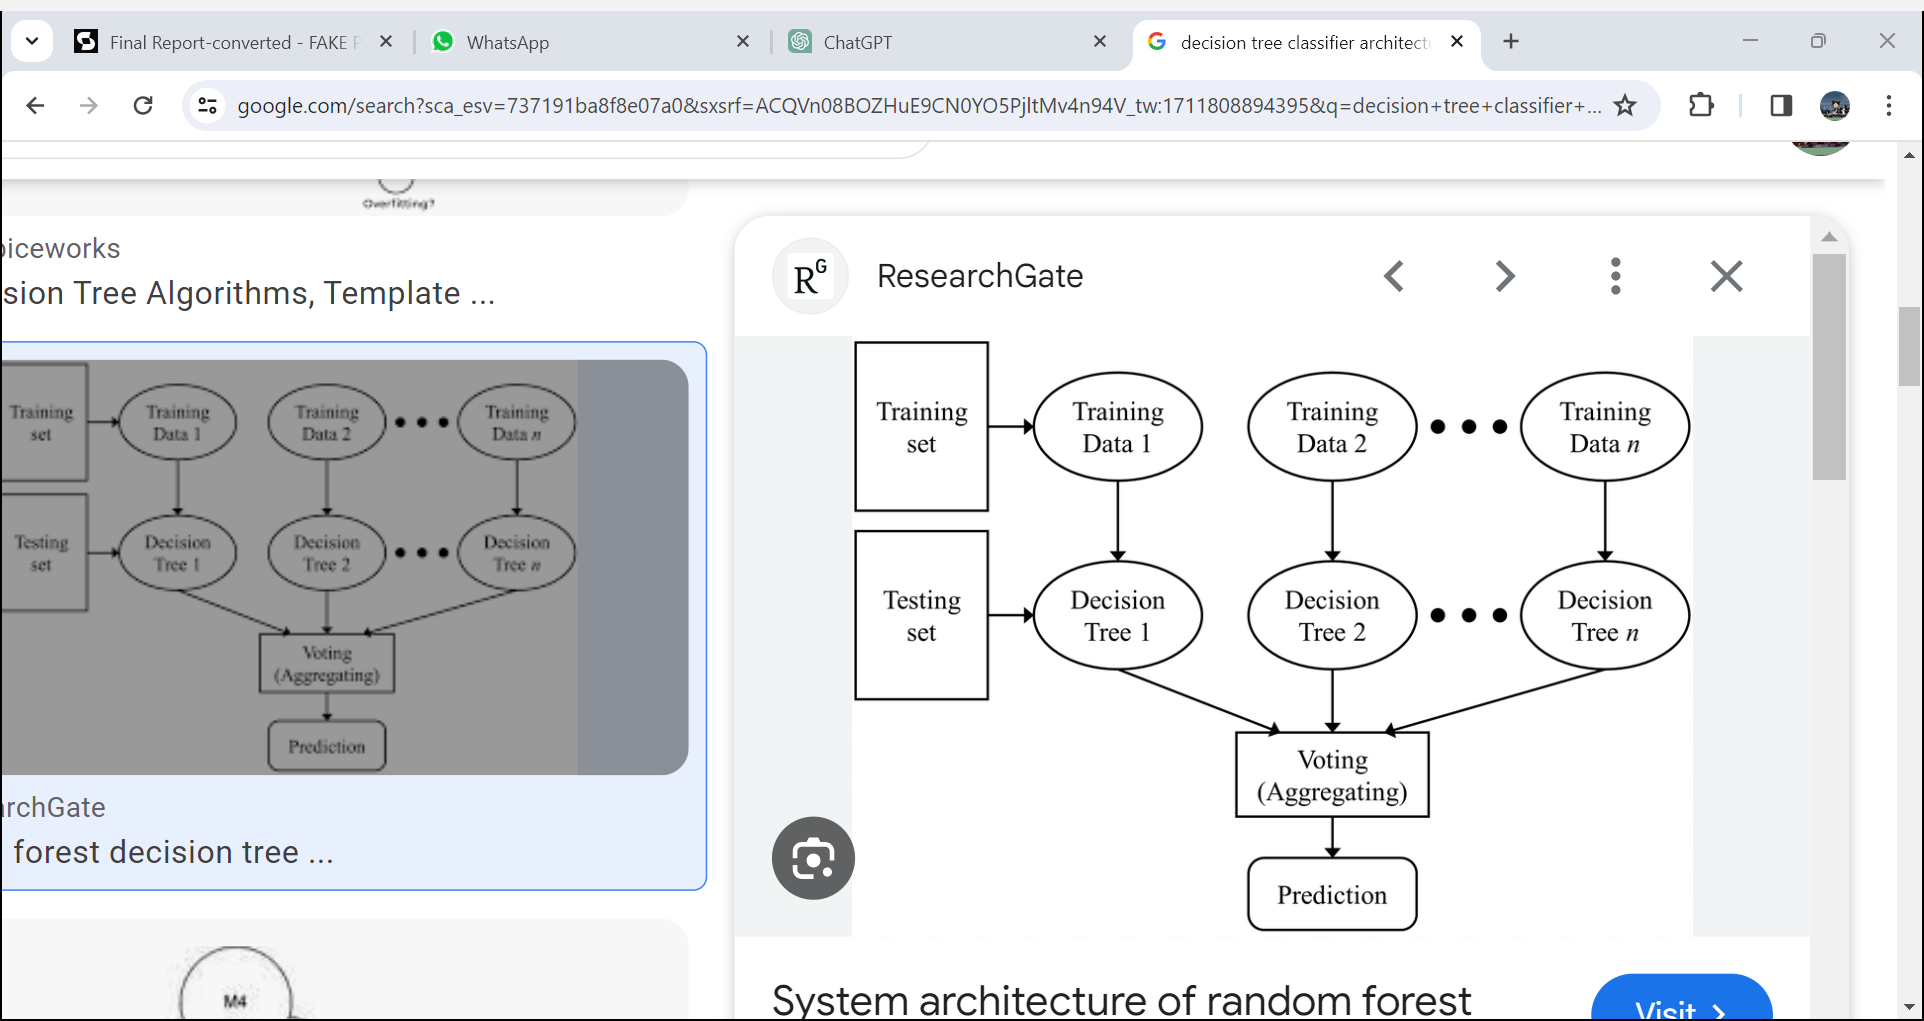 Final Report-converted - FAKE P
WhatsApp
ChatGPT
decision tree classifier architect
google.com/search?sca_esv=737191ba8f8e07a0&sxsrf=ACQVn08BOZHuE9CN0YO5PjltMv4n94V_tw:1711808894395&q=decision+tree+classifier+...
Overfitting?
piceworks
sion Tree Algorithms, Template ...
Training
set
Training
Data 1
Training
Data 2
Training
Data n
Testing
set
Decision
Tree 1
Decision
Tree 2
Decision
Tree n
Voting
(Aggregating)
Prediction
archGate
forest decision tree ...
M4
RG
ResearchGate
Training
set
Training
Data 1
Training
Data 2
Training
Data n
Testing
set
Decision
Tree 1
Decision
Tree 2
Decision
Tree n
Voting
(Aggregating)
Prediction
System architecture of random forest
Visit